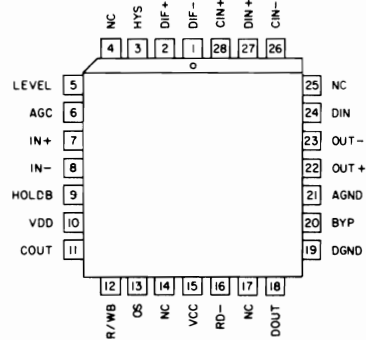 NC HYS DIF+ DIF- CIN+ DIN+ CIN-
4 3 2 1 28 27 26
LEVEL 5
AGC 6
IN+ 7
IN- 8
HOLDB 9
VDD 10
COUT 11
25 NC
24 DIN
23 OUT-
22 OUT+
21 AGND
20 BYP
19 DGND
12 13 14 15 16 17 18
R/WB OS NC VCC RD- NC DOUT